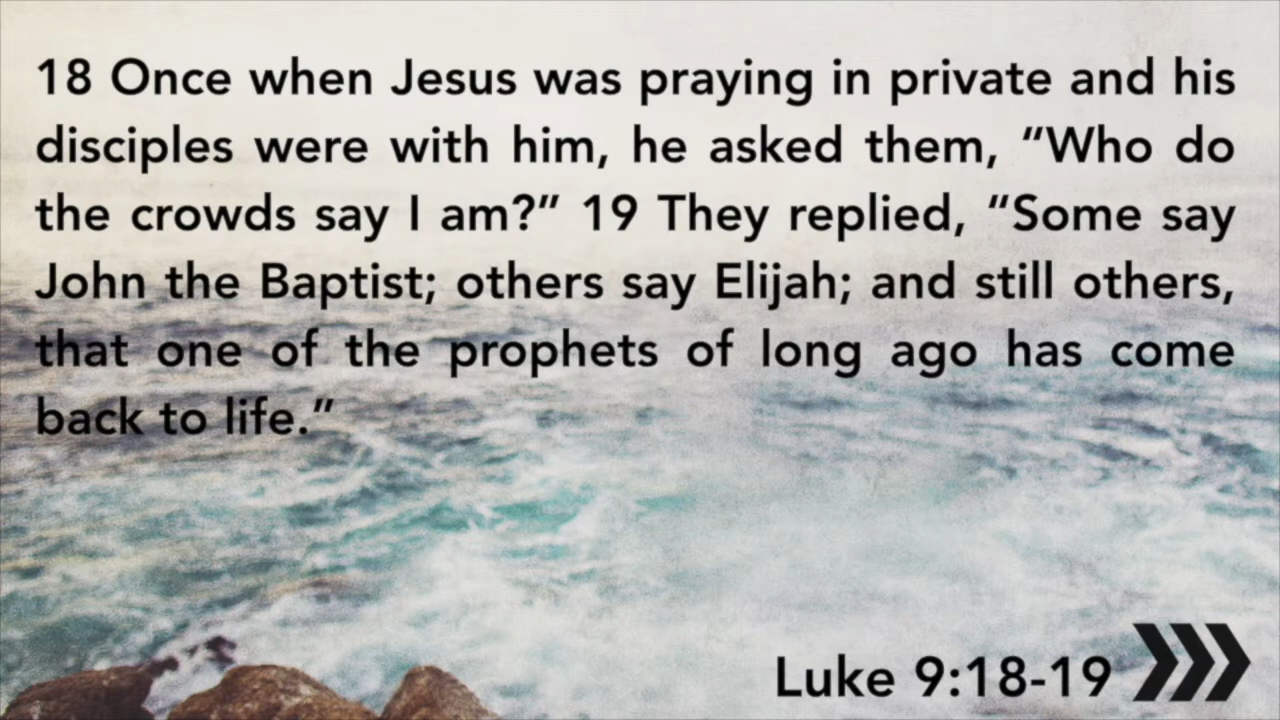 18 Once when Jesus was praying in private and his
disciples were with him, he asked them, “Who do
the crowds say I am?” 19 They replied, “Some say
John the Baptist; others say Elijah; and still others,
that one of the prophets of long ago has come
back to life.”
Luke 9:18-19